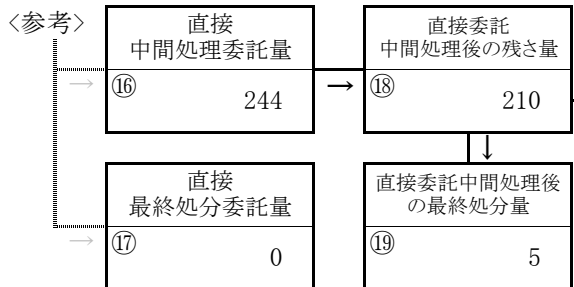 〈参考〉
直接
中間処理委託量
→
⑯
244
→
直接委託
中間処理後の残さ量
⑱
210
↓
直接
最終処分委託量
→
⑰
0
直接委託中間処理後
の最終処分量
⑲
5